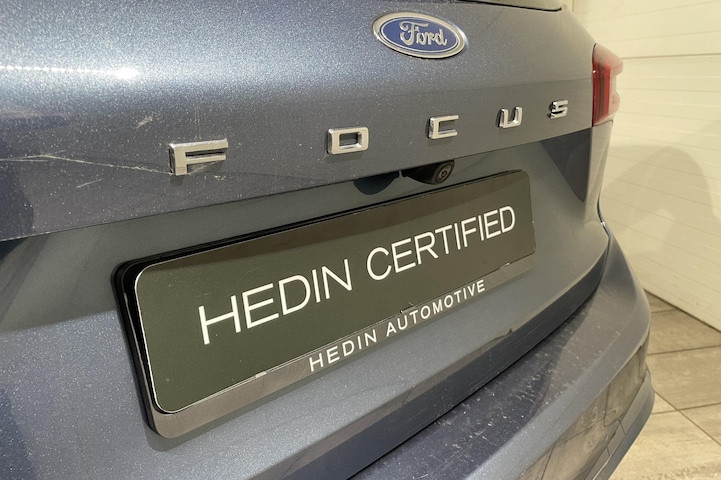 Ford
FOCUS
HEDIN CERTIFIED
HEDIN AUTOMOTIVE